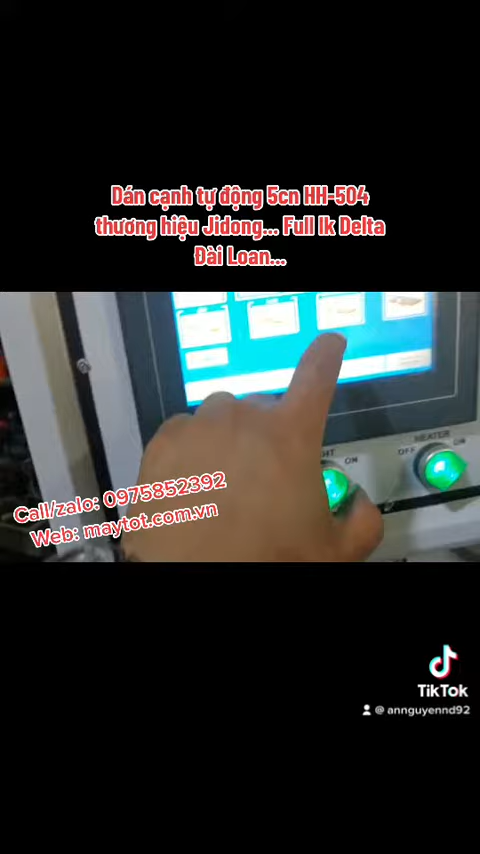 Dán cạnh tự động 5cn HH-504
thương hiệu Jidong... Full lk Delta
Đài Loan...
HEATER
OFF ON
ON
Call/zalo: 0975852392
Web: maytot.com.vn
TikTok
@ annguyennd92